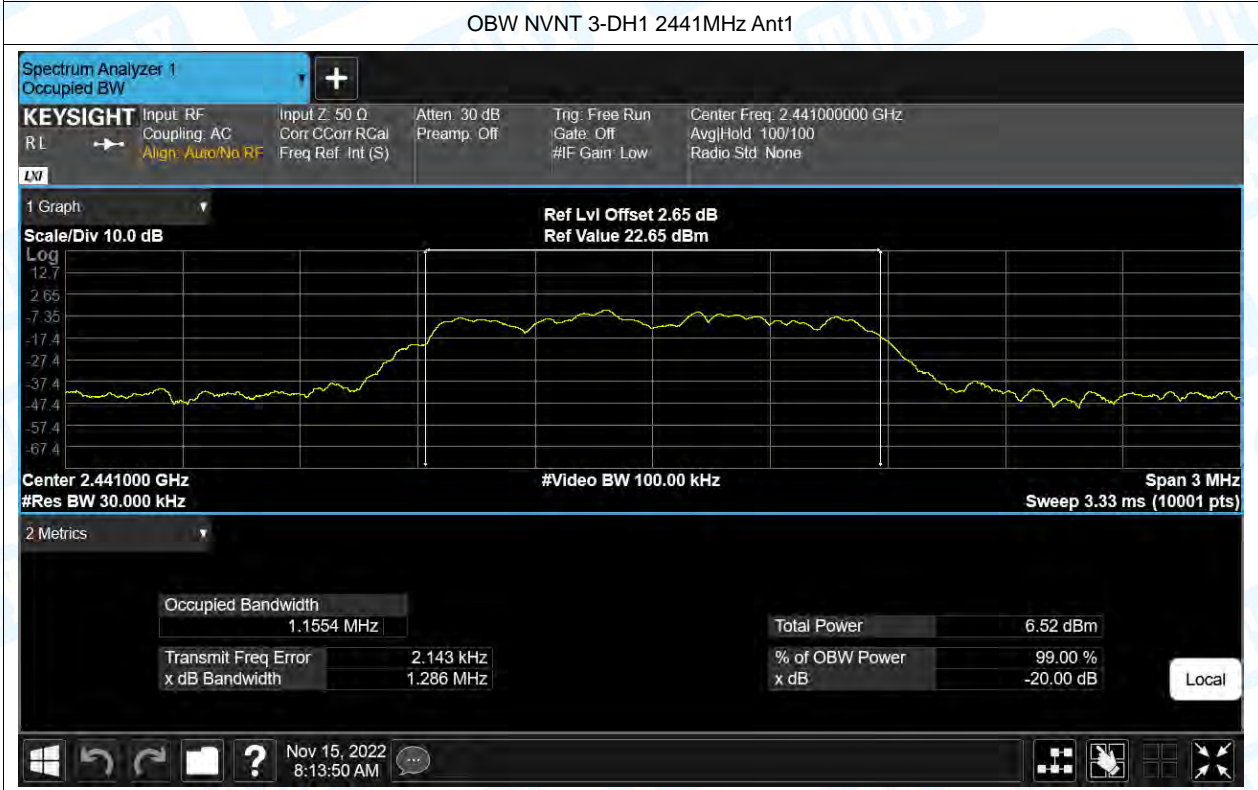 OBW NVNT 3-DH1 2441MHz Ant1
Spectrum Analyzer 1
Occupied BW
KEYSIGHT
RL
LXI
Input: RF
Coupling: AC
Align: Auto/No RF
Input Z: 50 Ω
Corr CCorr RCal
Freq Ref: Int (S)
Atten: 30 dB
Preamp: Off
Trig: Free Run
Gate: Off
#IF Gain: Low
Center Freq: 2.441000000 GHz
Avg|Hold: 100/100
Radio Std: None
1 Graph
Scale/Div 10.0 dB
Ref Lvl Offset 2.65 dB
Ref Value 22.65 dBm
Log
12.7
2.65
-7.35
-17.4
-27.4
-37.4
-47.4
-57.4
-67.4
Center 2.441000 GHz
#Video BW 100.00 kHz
Span 3 MHz
#Res BW 30.000 kHz
Sweep 3.33 ms (10001 pts)
2 Metrics
Occupied Bandwidth
1.1554 MHz
Total Power 6.52 dBm
Transmit Freq Error 2.143 kHz
% of OBW Power 99.00 %
x dB Bandwidth 1.286 MHz
x dB -20.00 dB
Local
?
Nov 15, 2022
8:13:50 AM